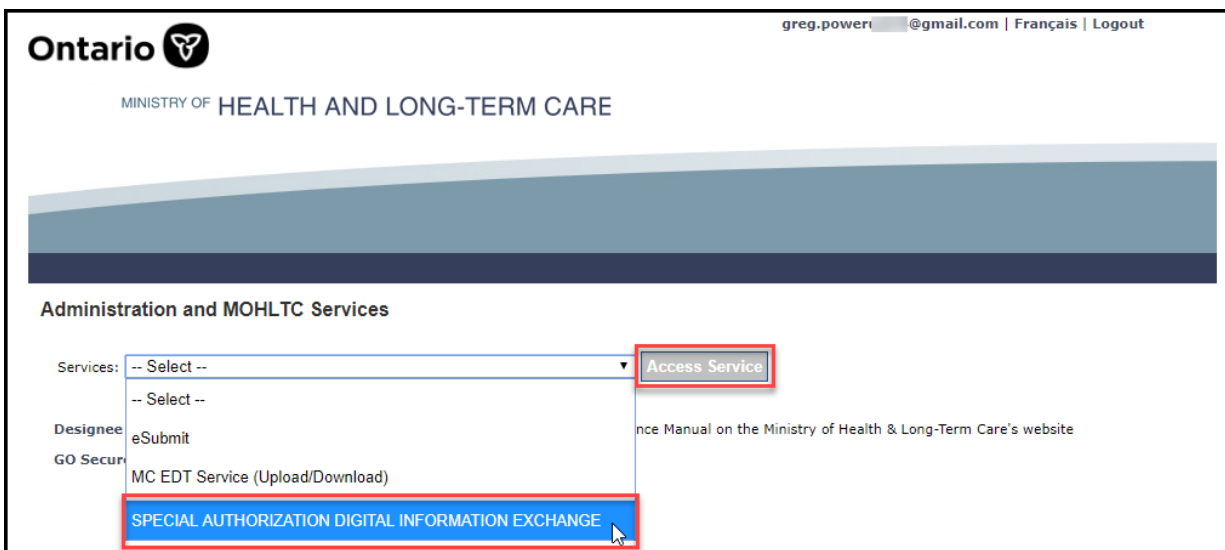 greg.power @gmail.com | Français | Logout
Ontario
MINISTRY OF HEALTH AND LONG-TERM CARE
Administration and MOHLTC Services
Services: -- Select -- Access Service
-- Select --
Designee nce Manual on the Ministry of Health & Long-Term Care's website
eSubmit
GO Secur
MC EDT Service (Upload/Download)
SPECIAL AUTHORIZATION DIGITAL INFORMATION EXCHANGE